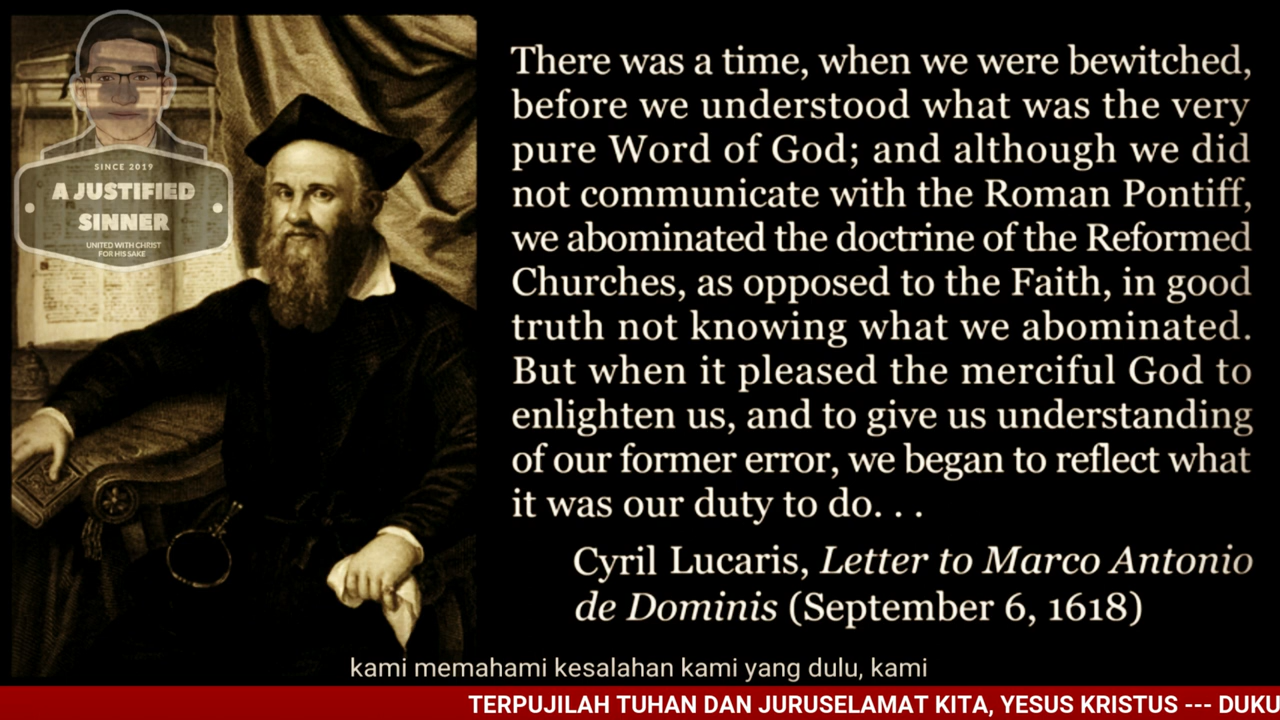 SINCE 2019
A JUSTIFIED
SINNER
UNITED WITH CHRIST
FOR HIS SAKE
There was a time, when we were bewitched,
before we understood what was the very
pure Word of God; and although we did
not communicate with the Roman Pontiff,
we abominated the doctrine of the Reformed
Churches, as opposed to the Faith, in good
truth not knowing what we abominated.
But when it pleased the merciful God to
enlighten us, and to give us understanding
of our former error, we began to reflect what
it was our duty to do. . .
Cyril Lucaris, Letter to Marco Antonio
de Dominis (September 6, 1618)
kami memahami kesalahan kami yang dulu, kami
TERPUJILAH TUHAN DAN JURUSELAMAT KITA, YESUS KRISTUS --- DUKU